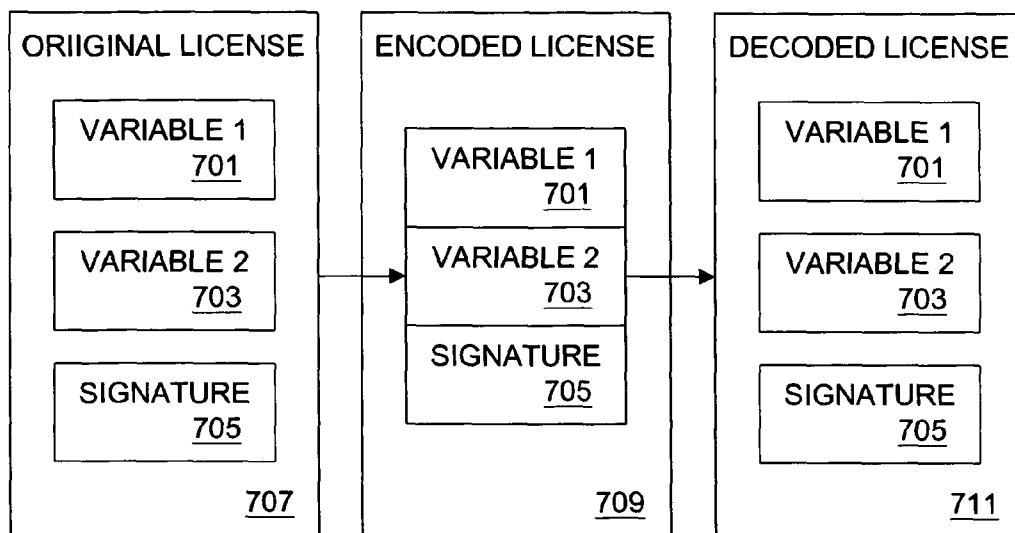 ORIIGINAL LICENSE
VARIABLE 1
701
VARIABLE 2
703
SIGNATURE
705
707
ENCODED LICENSE
VARIABLE 1
701
VARIABLE 2
703
SIGNATURE
705
709
DECODED LICENSE
VARIABLE 1
701
VARIABLE 2
703
SIGNATURE
705
711